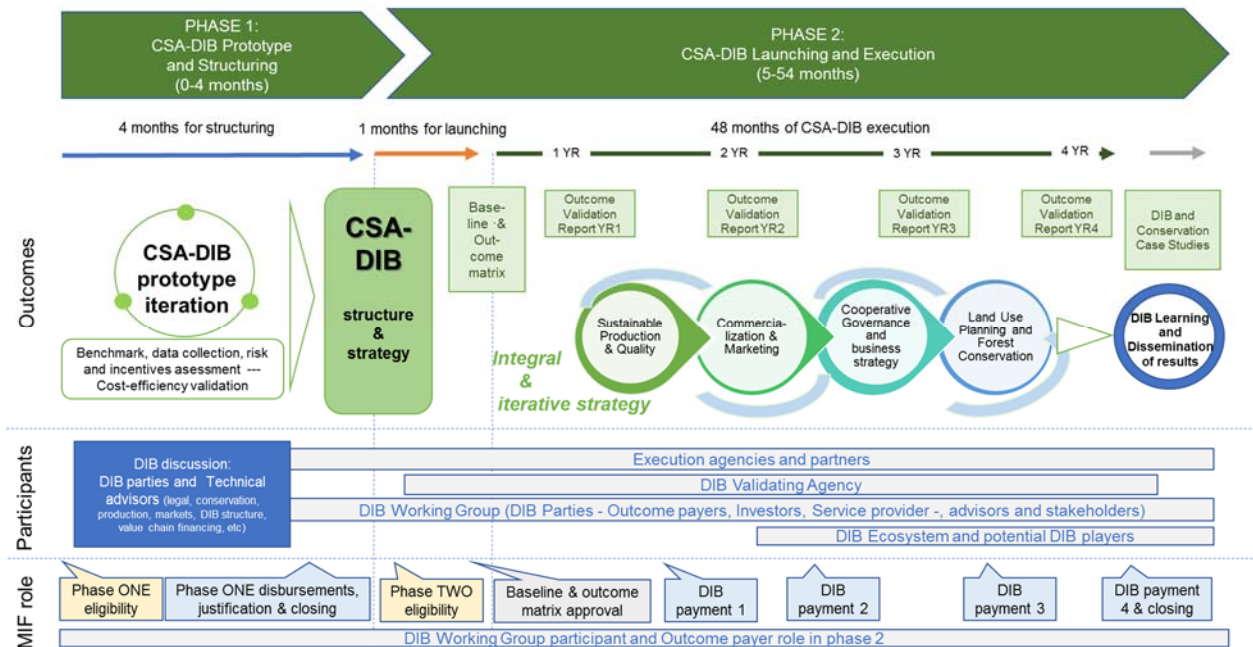 PHASE 1:
CSA-DIB Prototype
and Structuring
(0-4 months)
PHASE 2:
CSA-DIB Launching and Execution
(5-54 months)
4 months for structuring
1 months for launching
48 months of CSA-DIB execution
1 YR
2 YR
3 YR
4 YR
Outcomes
CSA-DIB
prototype
iteration
Benchmark, data collection, risk
and incentives assesment ---
Cost-efficiency validation
CSA-
DIB
structure
&
strategy
Base-
line ·&
Out-
come
matrix
Outcome
Validation
Report YR1
Outcome
Validation
Report YR2
Outcome
Validation
Report YR3
Outcome
Validation
Report YR4
DIB and
Conservation
Case Studies
Integral
&
iterative strategy
Sustainable
Production
& Quality
Commercia-
lization &
Marketing
Cooperative
Governance
and
business
strategy
Land Use
Planning and
Forest
Conservation
DIB Learning
and
Dissemination
of results
Participants
DIB discussion:
DIB parties and Technical
advisors (legal, conservation,
production, markets, DIB structure,
value chain financing, etc)
Execution agencies and partners
DIB Validating Agency
DIB Working Group (DIB Parties - Outcome payers, Investors, Service provider -, advisors and stakeholders)
DIB Ecosystem and potential DIB players
MIF role
Phase ONE
eligibility
Phase ONE disbursements,
justification & closing
Phase TWO
eligibility
Baseline & outcome
matrix approval
DIB
payment 1
DIB
payment 2
DIB
payment 3
DIB payment
4 & closing
DIB Working Group participant and Outcome payer role in phase 2